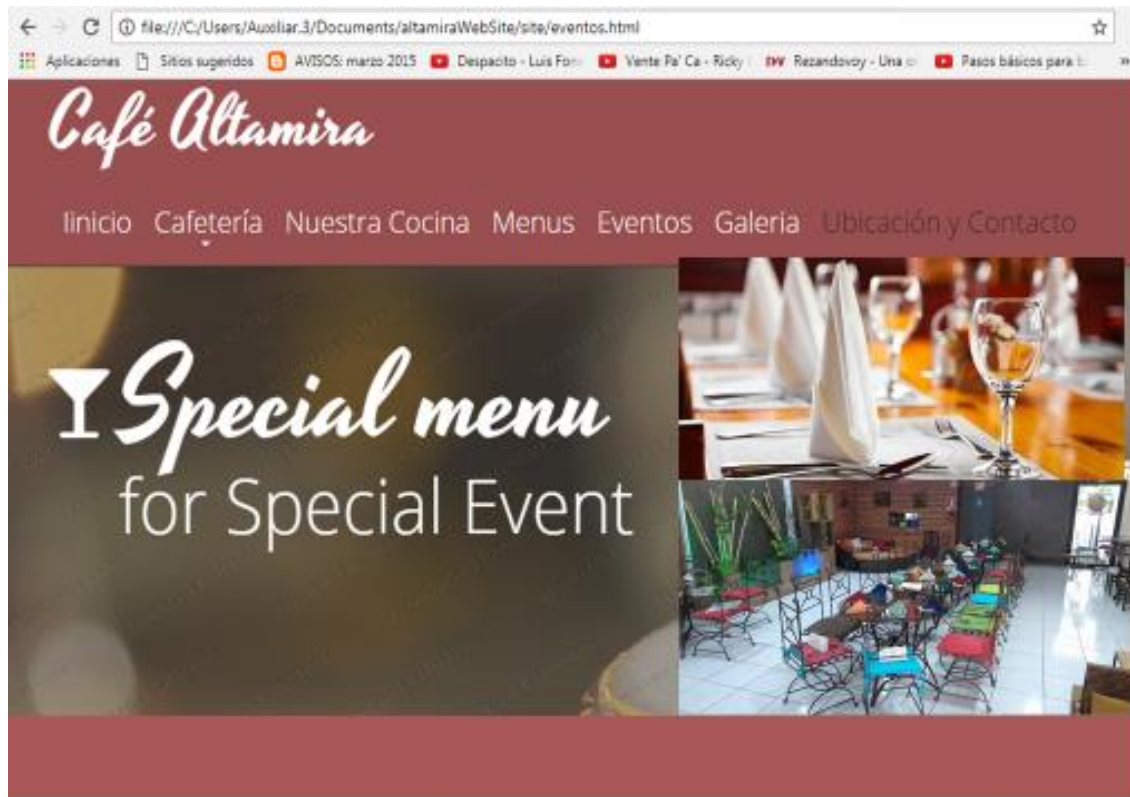 file:///C:/Users/Auxiliar.3/Documents/altamiraWebSite/site/eventos.html
Aplicaciones Sitios sugeridos AVISOS: marzo 2015 Despacito - Luis Fon Vente Pa' Ca - Ricky Rezandovoy - Una Pasos básicos para
Café Altamira
Iinicio Cafetería Nuestra Cocina Menus Eventos Galeria Ubicación y Contacto
Special menu
for Special Event